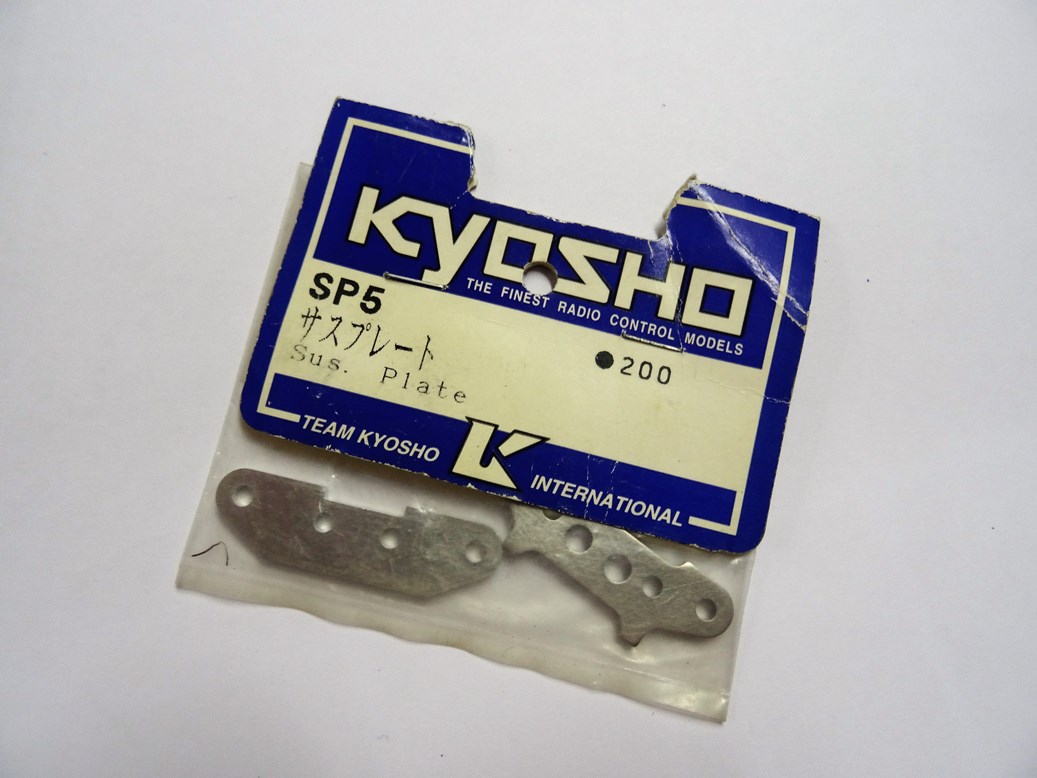 KYOSHO
THE FINEST RADIO CONTROL MODELS
SP5
サスプレート
●200
Sus. Plate
TEAM KYOSHO K INTERNATIONAL